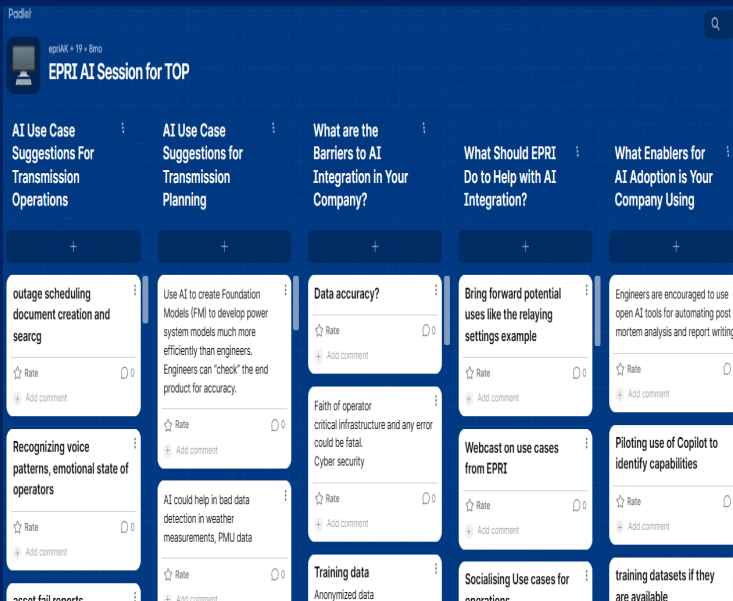 Padlet
epriAK + 19 • 8mo
EPRI AI Session for TOP
AI Use Case
Suggestions For
Transmission
Operations
outage scheduling
document creation and
searcg
Rate
0
Add comment
Recognizing voice
patterns, emotional state of
operators
Rate
0
Add comment
asset fail reports
AI Use Case
Suggestions for
Transmission
Planning
Use AI to create Foundation
Models (FM) to develop power
system models much more
efficiently than engineers.
Engineers can "check" the end
product for accuracy.
Rate
0
Add comment
AI could help in bad data
detection in weather
measurements, PMU data
Rate
0
Add comment
What are the
Barriers to AI
Integration in Your
Company?
Data accuracy?
Rate
0
Add comment
Faith of operator
critical infrastructure and any error
could be fatal.
Cyber security
Rate
0
Add comment
Training data
Anonymized data
What Should EPRI
Do to Help with AI
Integration?
Bring forward potential
uses like the relaying
settings example
Rate
0
Add comment
Webcast on use cases
from EPRI
Rate
0
Add comment
Socialising Use cases for
operations
What Enablers for
AI Adoption is Your
Company Using
Engineers are encouraged to use
open AI tools for automating post
mortem analysis and report writing
Rate
Add comment
Piloting use of Copilot to
identify capabilities
Rate
Add comment
training datasets if they
are available